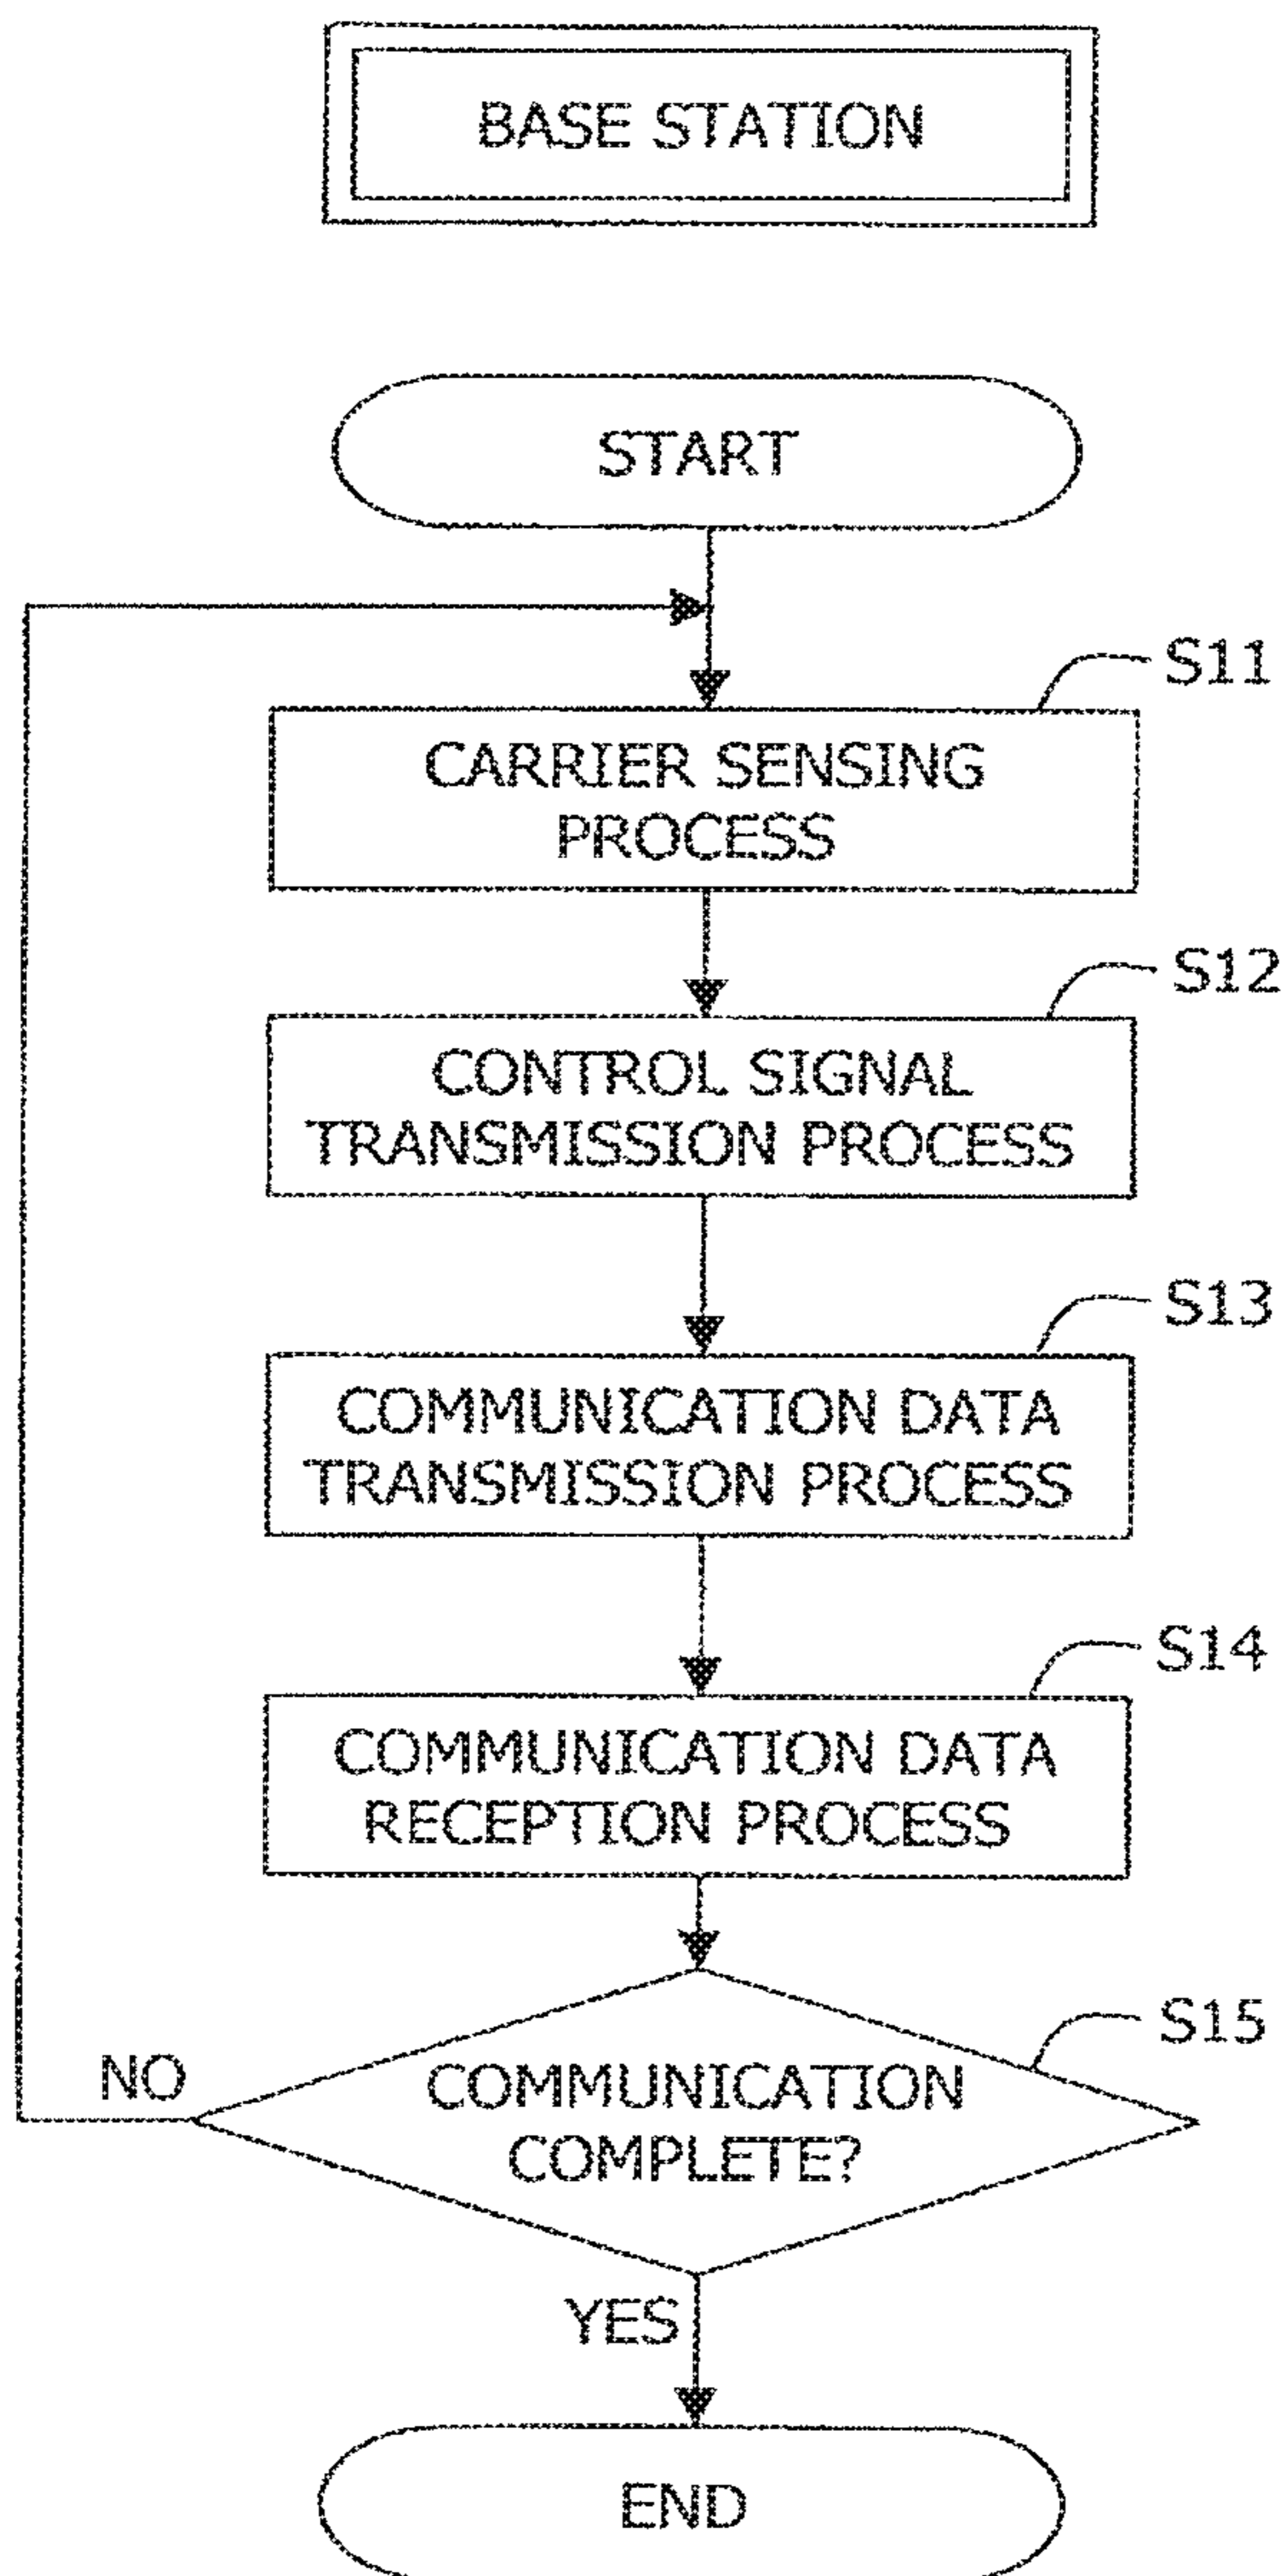 BASE STATION
START
S11
CARRIER SENSING
PROCESS
S12
CONTROL SIGNAL
TRANSMISSION PROCESS
S13
COMMUNICATION DATA
TRANSMISSION PROCESS
S14
COMMUNICATION DATA
RECEPTION PROCESS
S15
NO
COMMUNICATION
COMPLETE?
YES
END